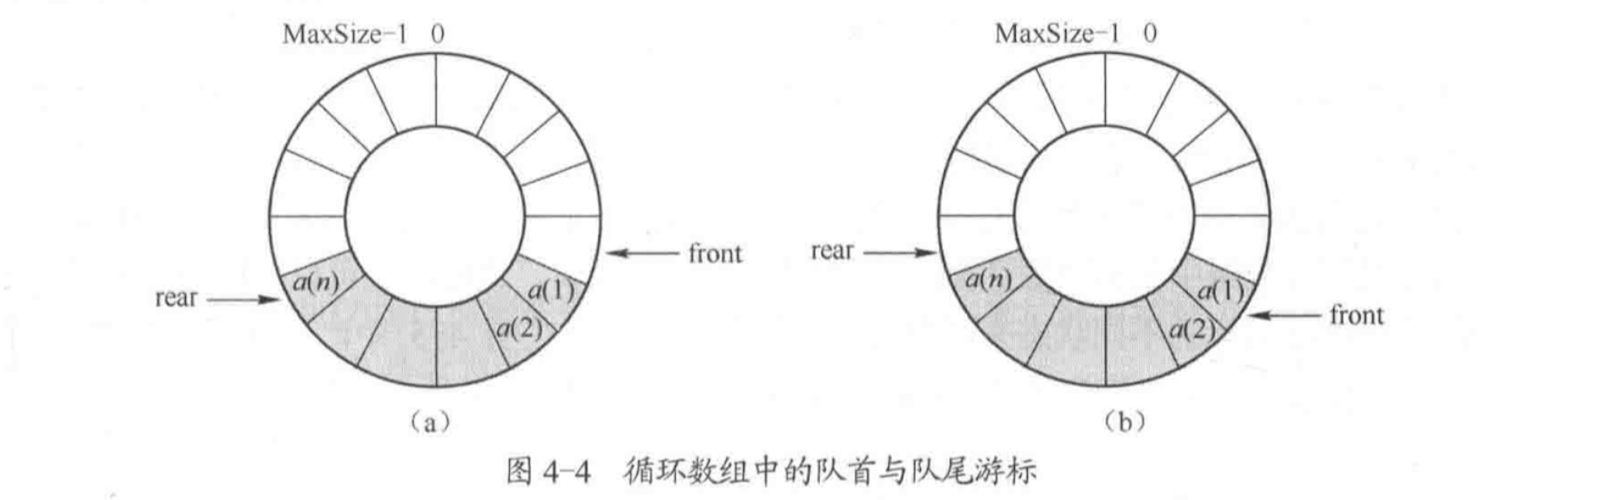 MaxSize-1 0 MaxSize-1 0
front rear
a(n) a(1) a(n) a(1)
rear front
a(2) a(2)
(a) (b)
图 4-4 循环数组中的队首与队尾游标